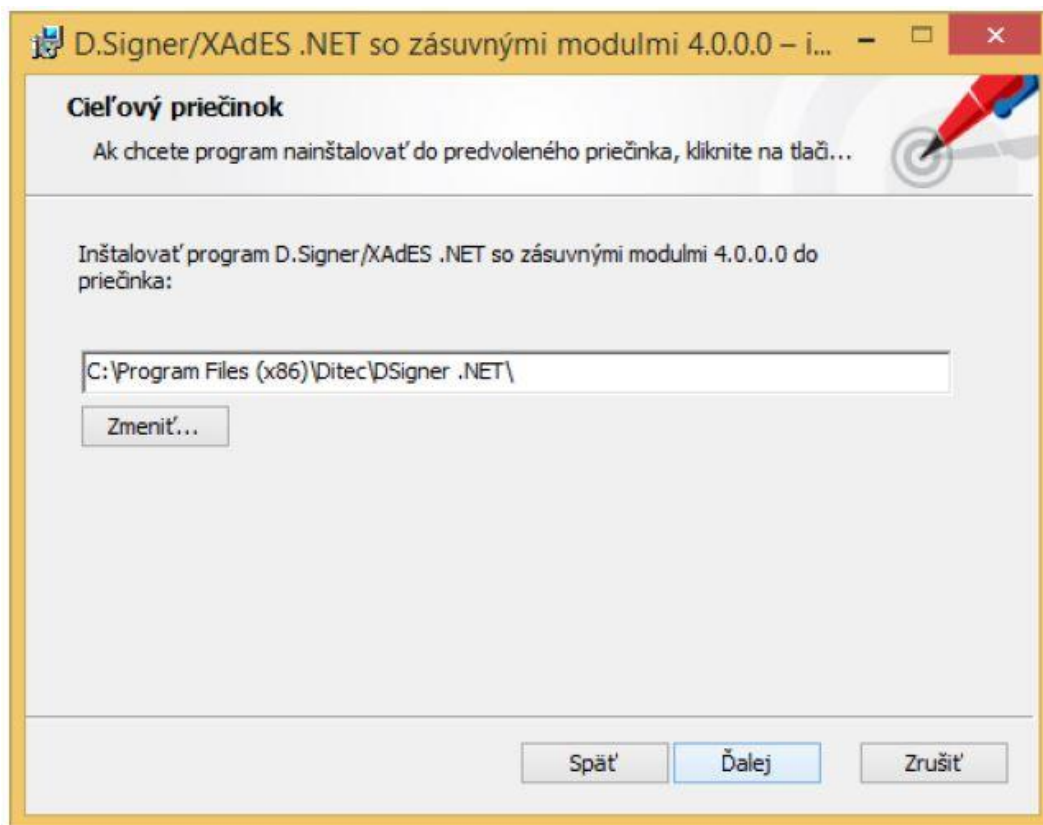 D.Signer/XAdES .NET so zásuvnými modulmi 4.0.0.0 – i...
Cieľový priečinok
Ak chcete program nainštalovať do predvoleného priečinka, kliknite na tlači...
Inštalovať program D.Signer/XAdES .NET so zásuvnými modulmi 4.0.0.0 do
priečinka:
C:\Program Files (x86)\Ditec\DSigner .NET\
Zmeniť...
Späť Ďalej Zrušiť